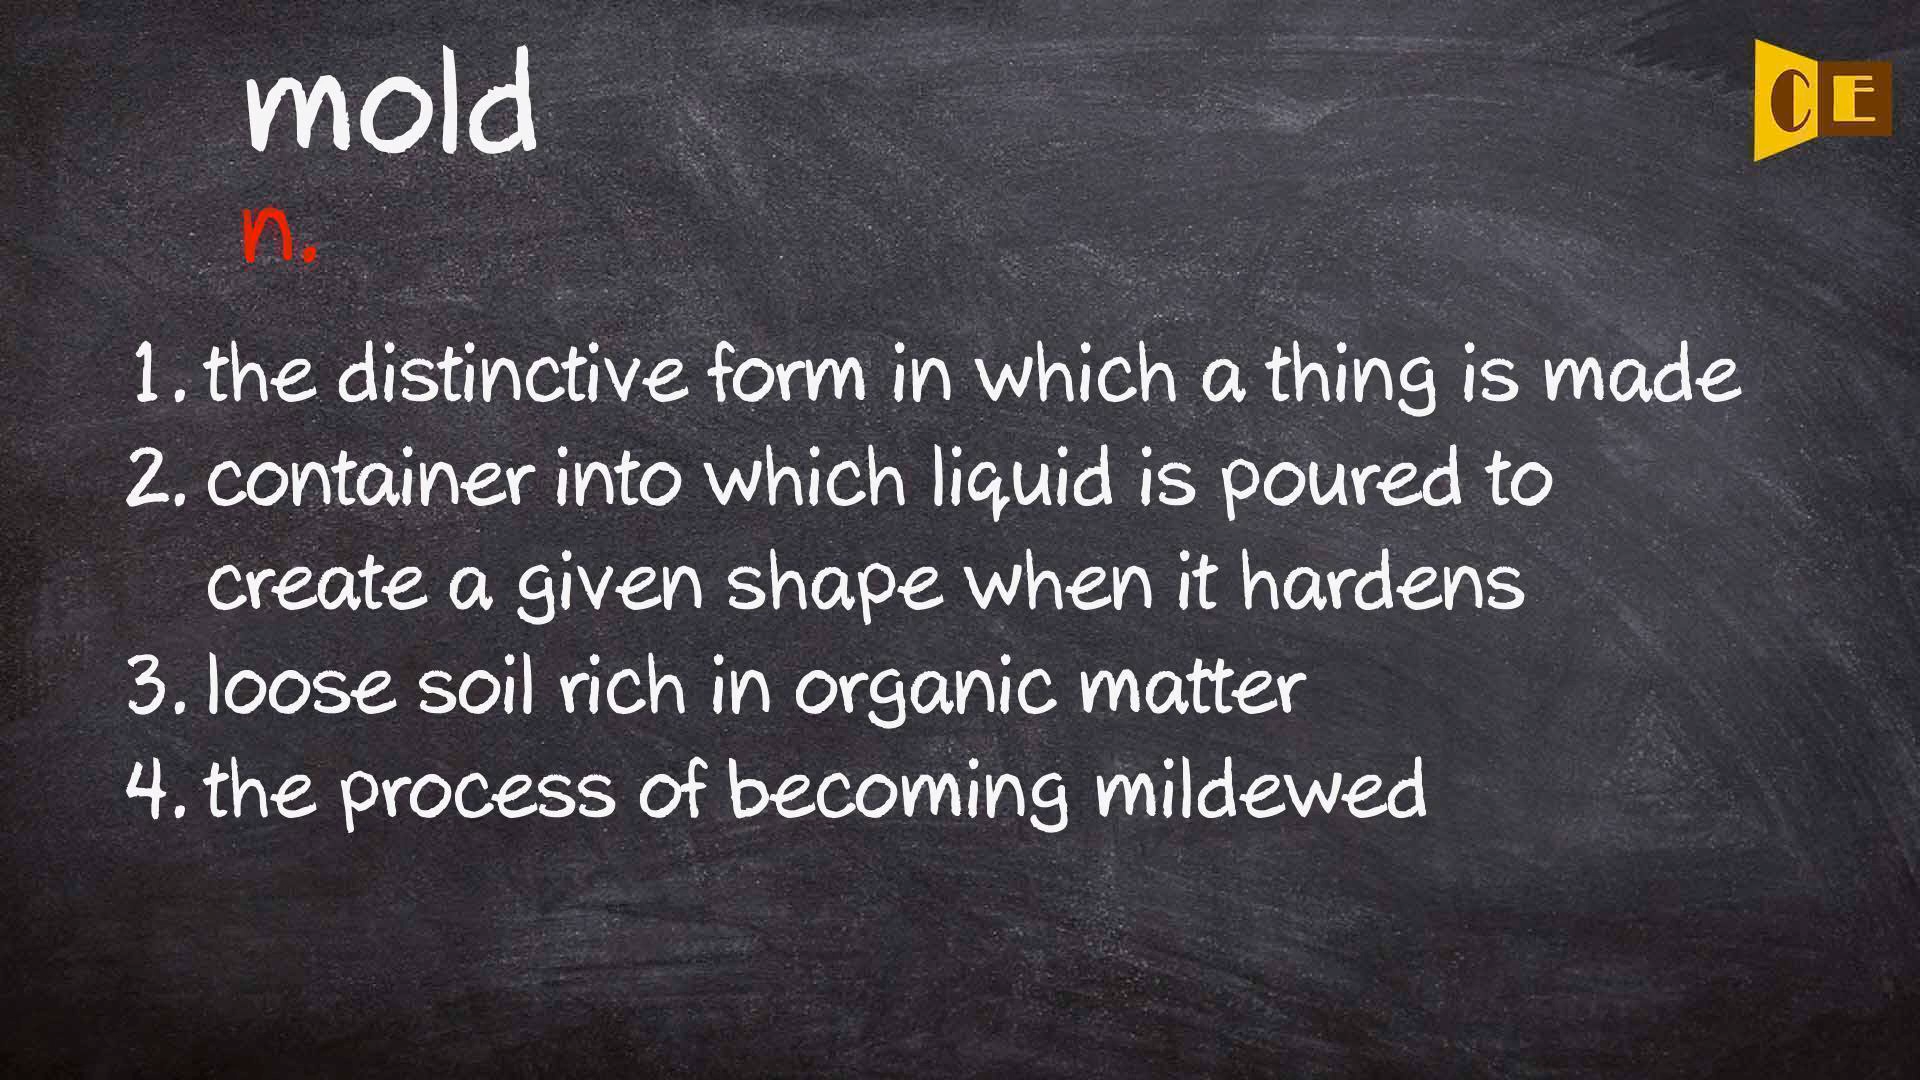 mold
CE
n.
1. the distinctive form in which a thing is made
2. container into which liquid is poured to
create a given shape when it hardens
3. loose soil rich in organic matter
4. the process of becoming mildewed